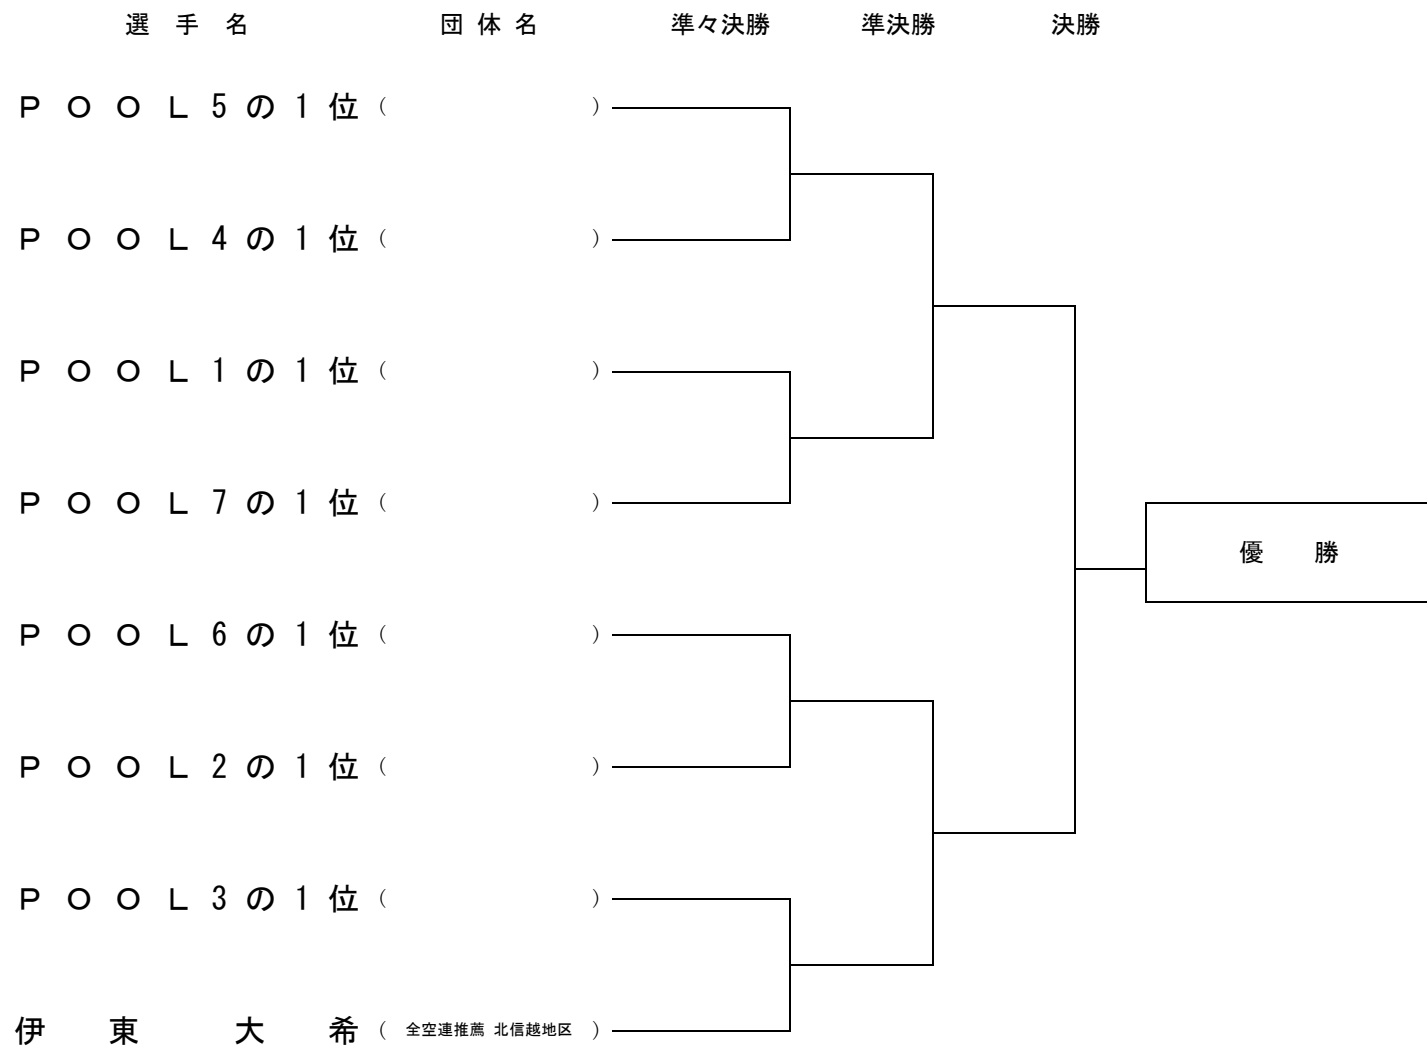 選 手 名 団 体 名 準々決勝 準決勝 決勝
ＰＯＯＬ5の1位 （ ）
ＰＯＯＬ4の1位 （ ）
ＰＯＯＬ1の1位 （ ）
ＰＯＯＬ7の1位 （ ）
優 勝
ＰＯＯＬ6の1位 （ ）
ＰＯＯＬ2の1位 （ ）
ＰＯＯＬ3の1位 （ ）
伊 東 大 希 （ 全空連推薦 北信越地区 ）